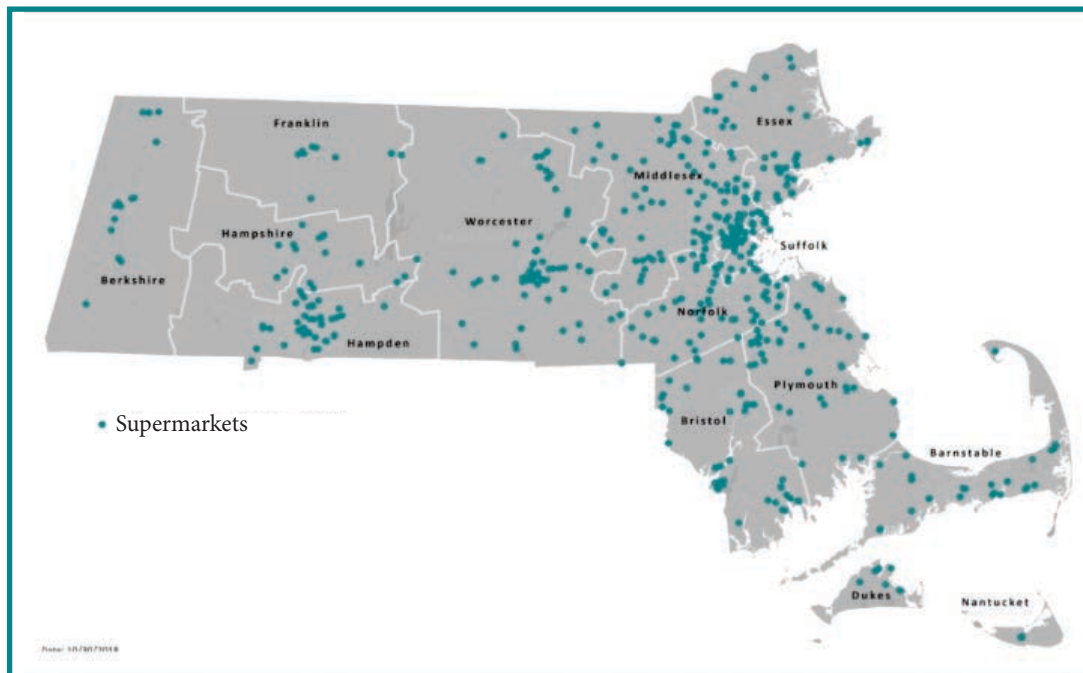 Essex
Franklin
Middlesex
Worcester
Hampshire
Suffolk
Berkshire
Norfolk
Hampden
Plymouth
Supermarkets
Bristol
Barnstable
Dukes
Nantucket